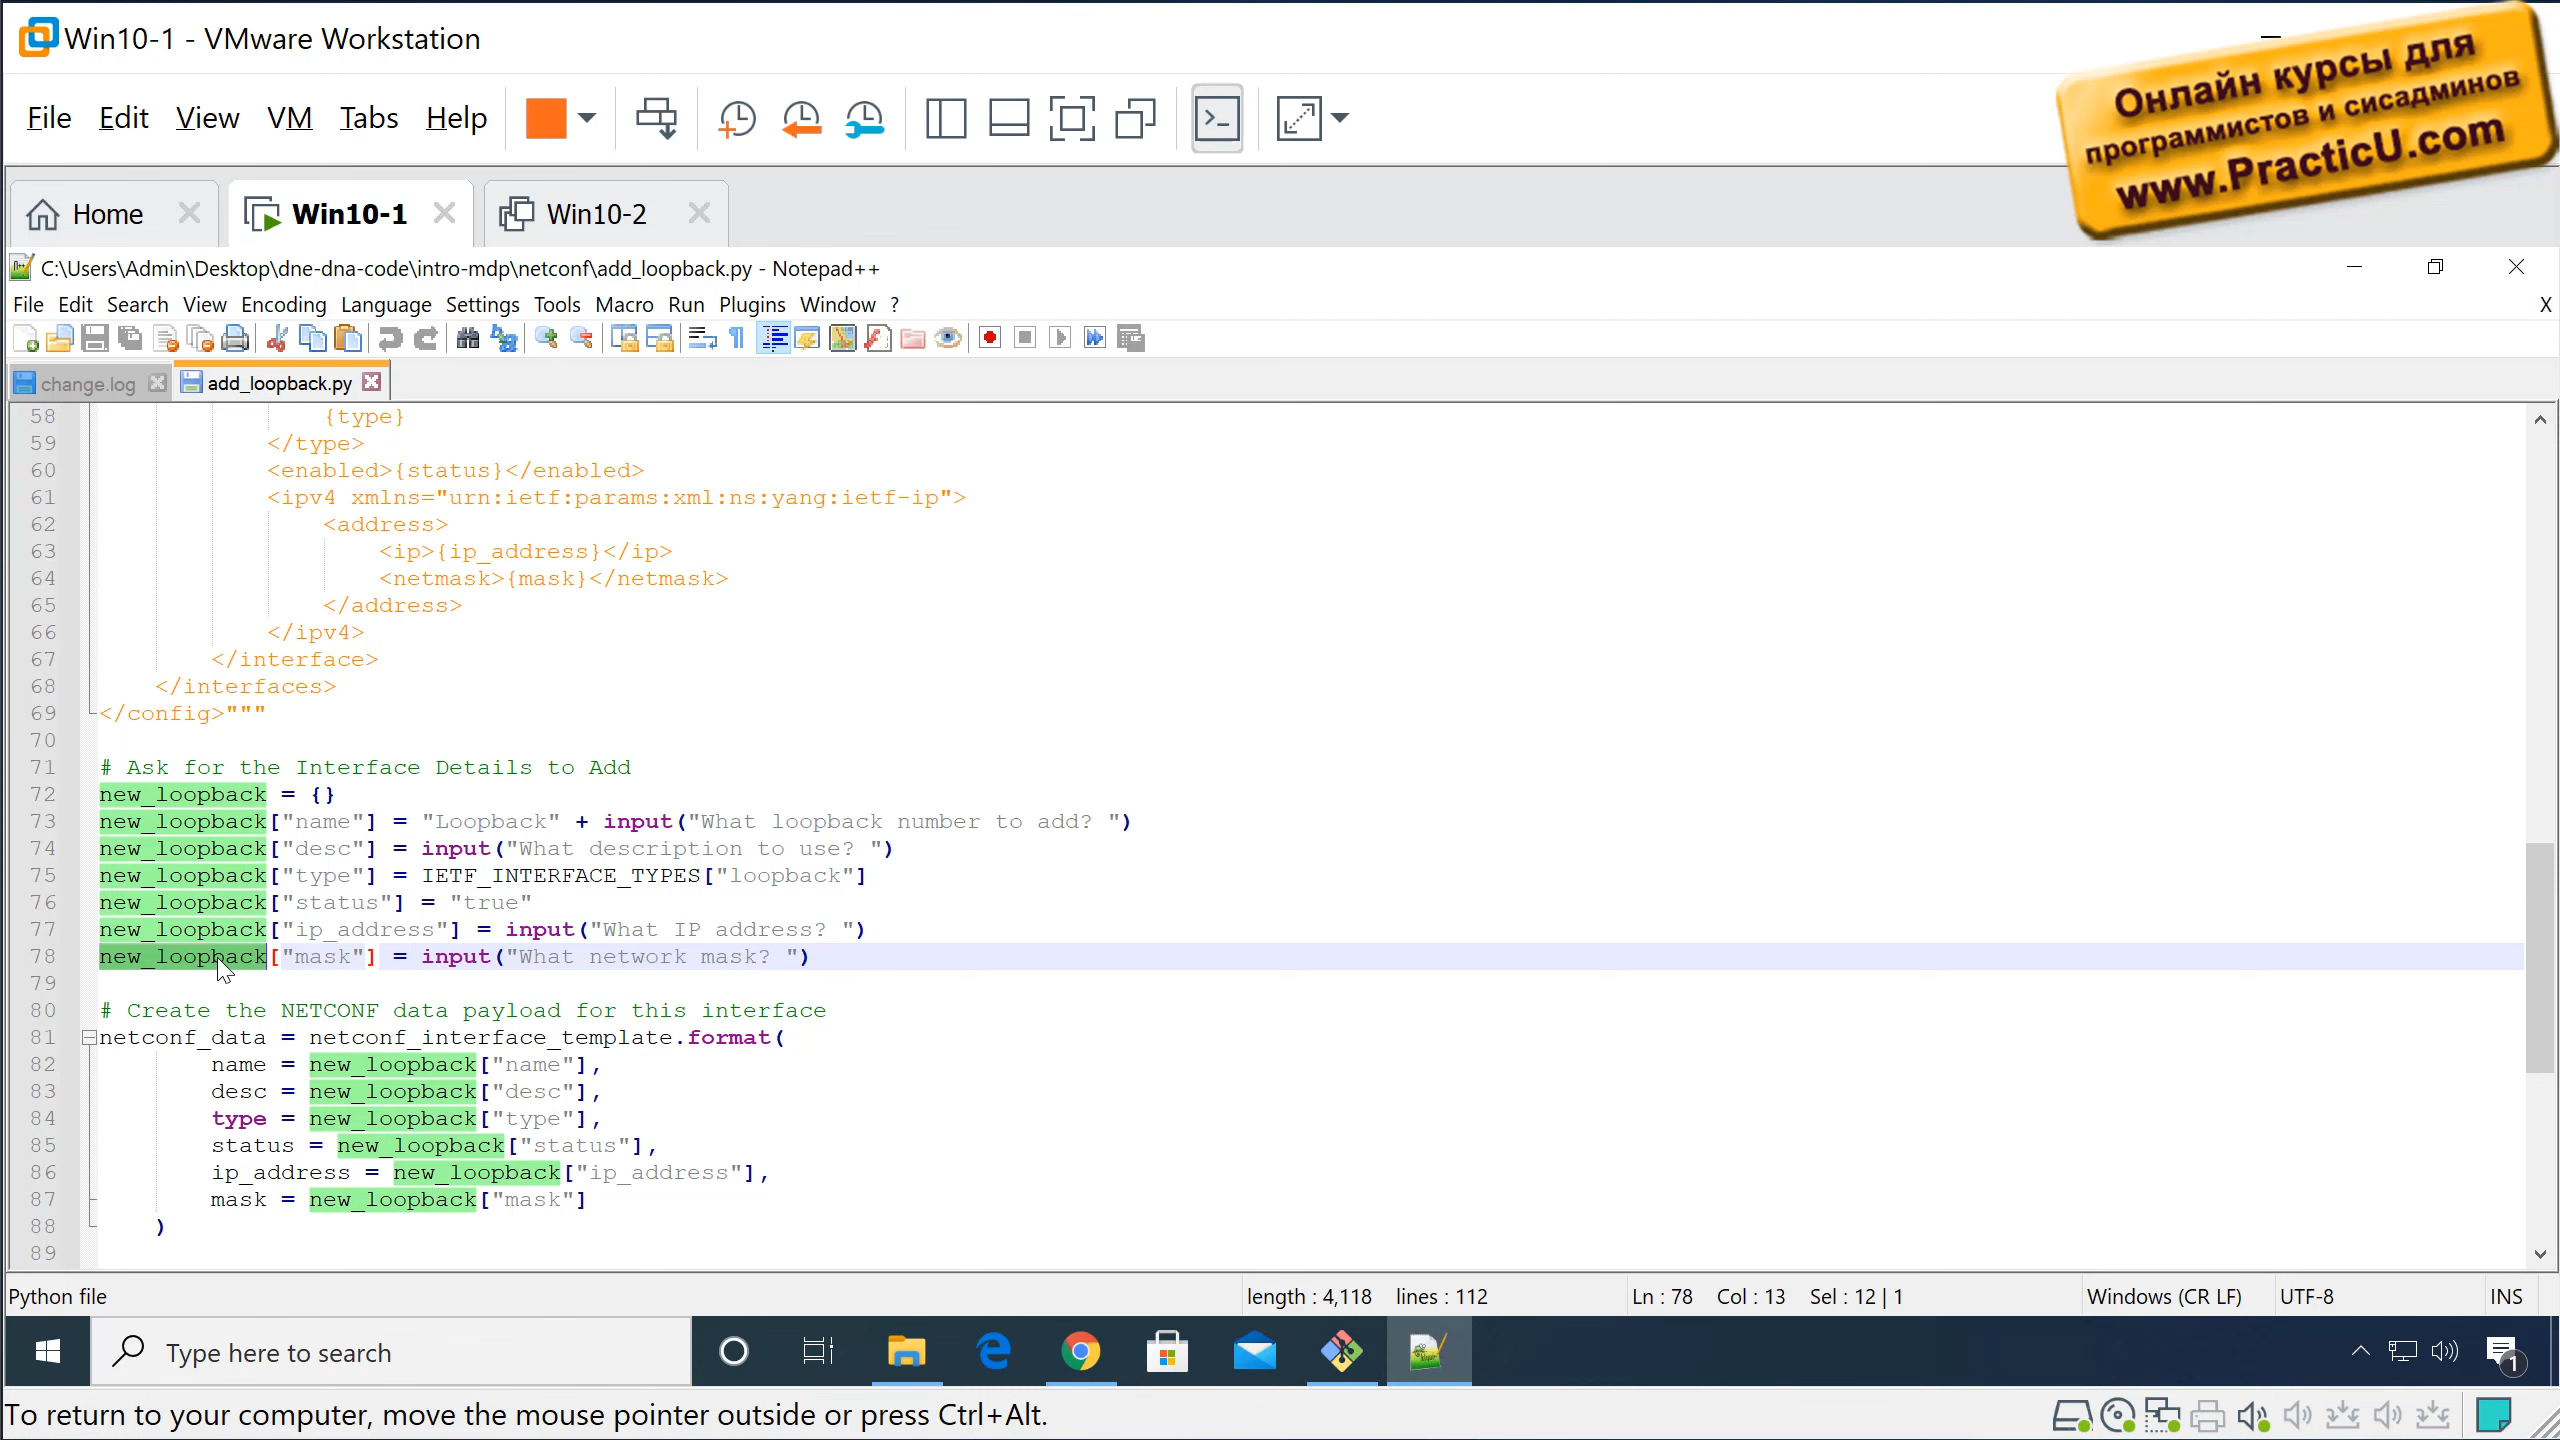 Win10-1 - VMware Workstation
Онлайн курсы для
программистов и сисадминов
www.PracticU.com
File Edit View VM Tabs Help
Home Win10-1 Win10-2
C:\Users\Admin\Desktop\dne-dna-code\intro-mdp\netconf\add_loopback.py - Notepad++
File Edit Search View Encoding Language Settings Tools Macro Run Plugins Window ? X
change.log add_loopback.py
58 {type}
59 </type>
60 <enabled>{status}</enabled>
61 <ipv4 xmlns="urn:ietf:params:xml:ns:yang:ietf-ip">
62 <address>
63 <ip>{ip_address}</ip>
64 <netmask>{mask}</netmask>
65 </address>
66 </ipv4>
67 </interface>
68 </interfaces>
69 </config>"""
70
71 # Ask for the Interface Details to Add
72 new_loopback = {}
73 new_loopback["name"] = "Loopback" + input("What loopback number to add? ")
74 new_loopback["desc"] = input("What description to use? ")
75 new_loopback["type"] = IETF_INTERFACE_TYPES["loopback"]
76 new_loopback["status"] = "true"
77 new_loopback["ip_address"] = input("What IP address? ")
78 new_loopback["mask"] = input("What network mask? ")
79
80 # Create the NETCONF data payload for this interface
81 netconf_data = netconf_interface_template.format(
82 name = new_loopback["name"],
83 desc = new_loopback["desc"],
84 type = new_loopback["type"],
85 status = new_loopback["status"],
86 ip_address = new_loopback["ip_address"],
87 mask = new_loopback["mask"]
88 )
89
Python file length : 4,118 lines : 112 Ln : 78 Col : 13 Sel : 12 | 1 Windows (CR LF) UTF-8 INS
Type here to search
1
To return to your computer, move the mouse pointer outside or press Ctrl+Alt.